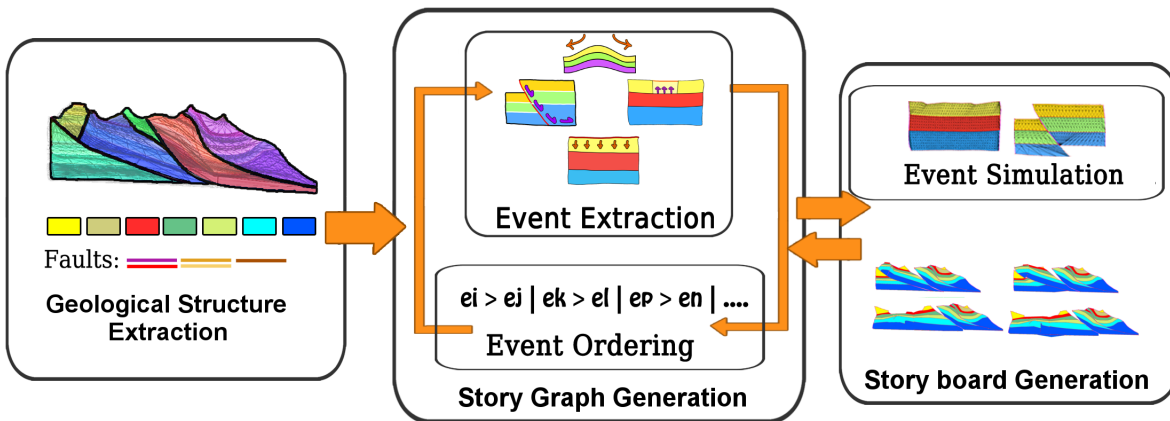 Faults:
Geological Structure
Extraction
Event Extraction
ei > ej | ek > el | ep > en | ....
Event Ordering
Story Graph Generation
Event Simulation
Story board Generation